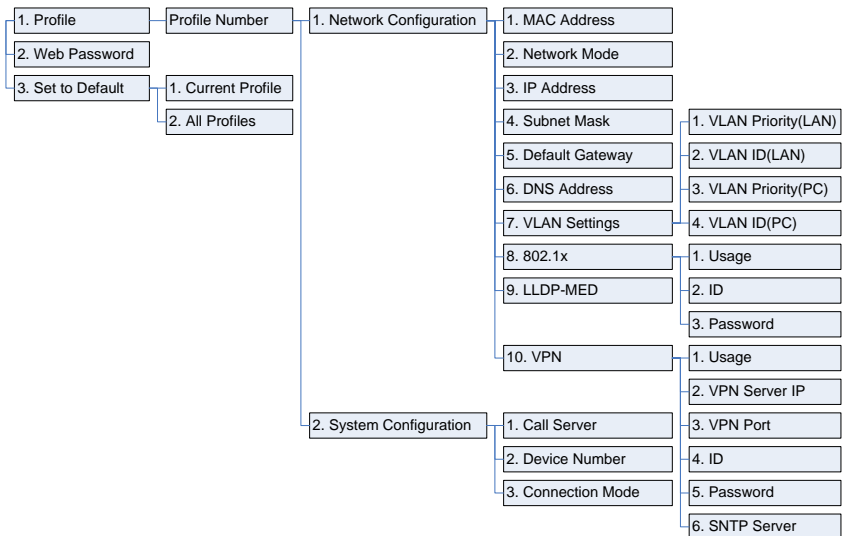 1. Profile
Profile Number
1. Network Configuration
1. MAC Address
2. Web Password
2. Network Mode
3. Set to Default
1. Current Profile
3. IP Address
2. All Profiles
4. Subnet Mask
1. VLAN Priority(LAN)
5. Default Gateway
2. VLAN ID(LAN)
6. DNS Address
3. VLAN Priority(PC)
7. VLAN Settings
4. VLAN ID(PC)
8. 802.1x
1. Usage
9. LLDP-MED
2. ID
3. Password
10. VPN
1. Usage
2. VPN Server IP
2. System Configuration
1. Call Server
3. VPN Port
2. Device Number
4. ID
3. Connection Mode
5. Password
6. SNTP Server